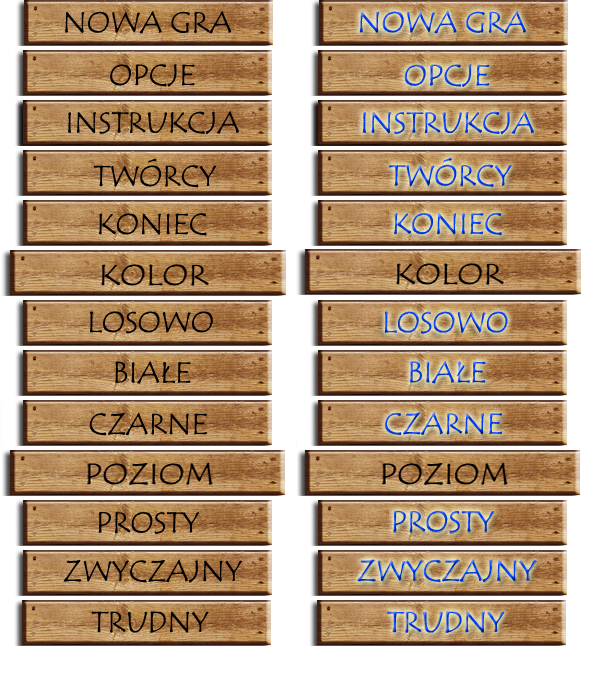 NOWA GRA NOWA GRA
OPCJE OPCJE
INSTRUKCJA INSTRUKCJA
TWÓRCY TWÓRCY
KONIEC KONIEC
KOLOR KOLOR
LOSOWO LOSOWO
BIAŁE BIAŁE
CZARNE CZARNE
POZIOM POZIOM
PROSTY PROSTY
ZWYCZAJNY ZWYCZAJNY
TRUDNY TRUDNY